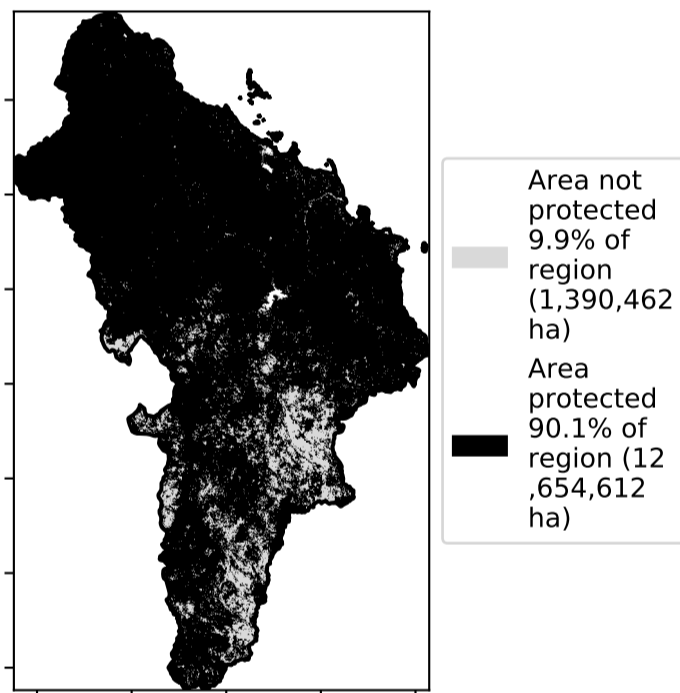 Area not
protected
9.9% of
region
(1,390,462
ha)
Area
protected
90.1% of
region (12
,654,612
ha)